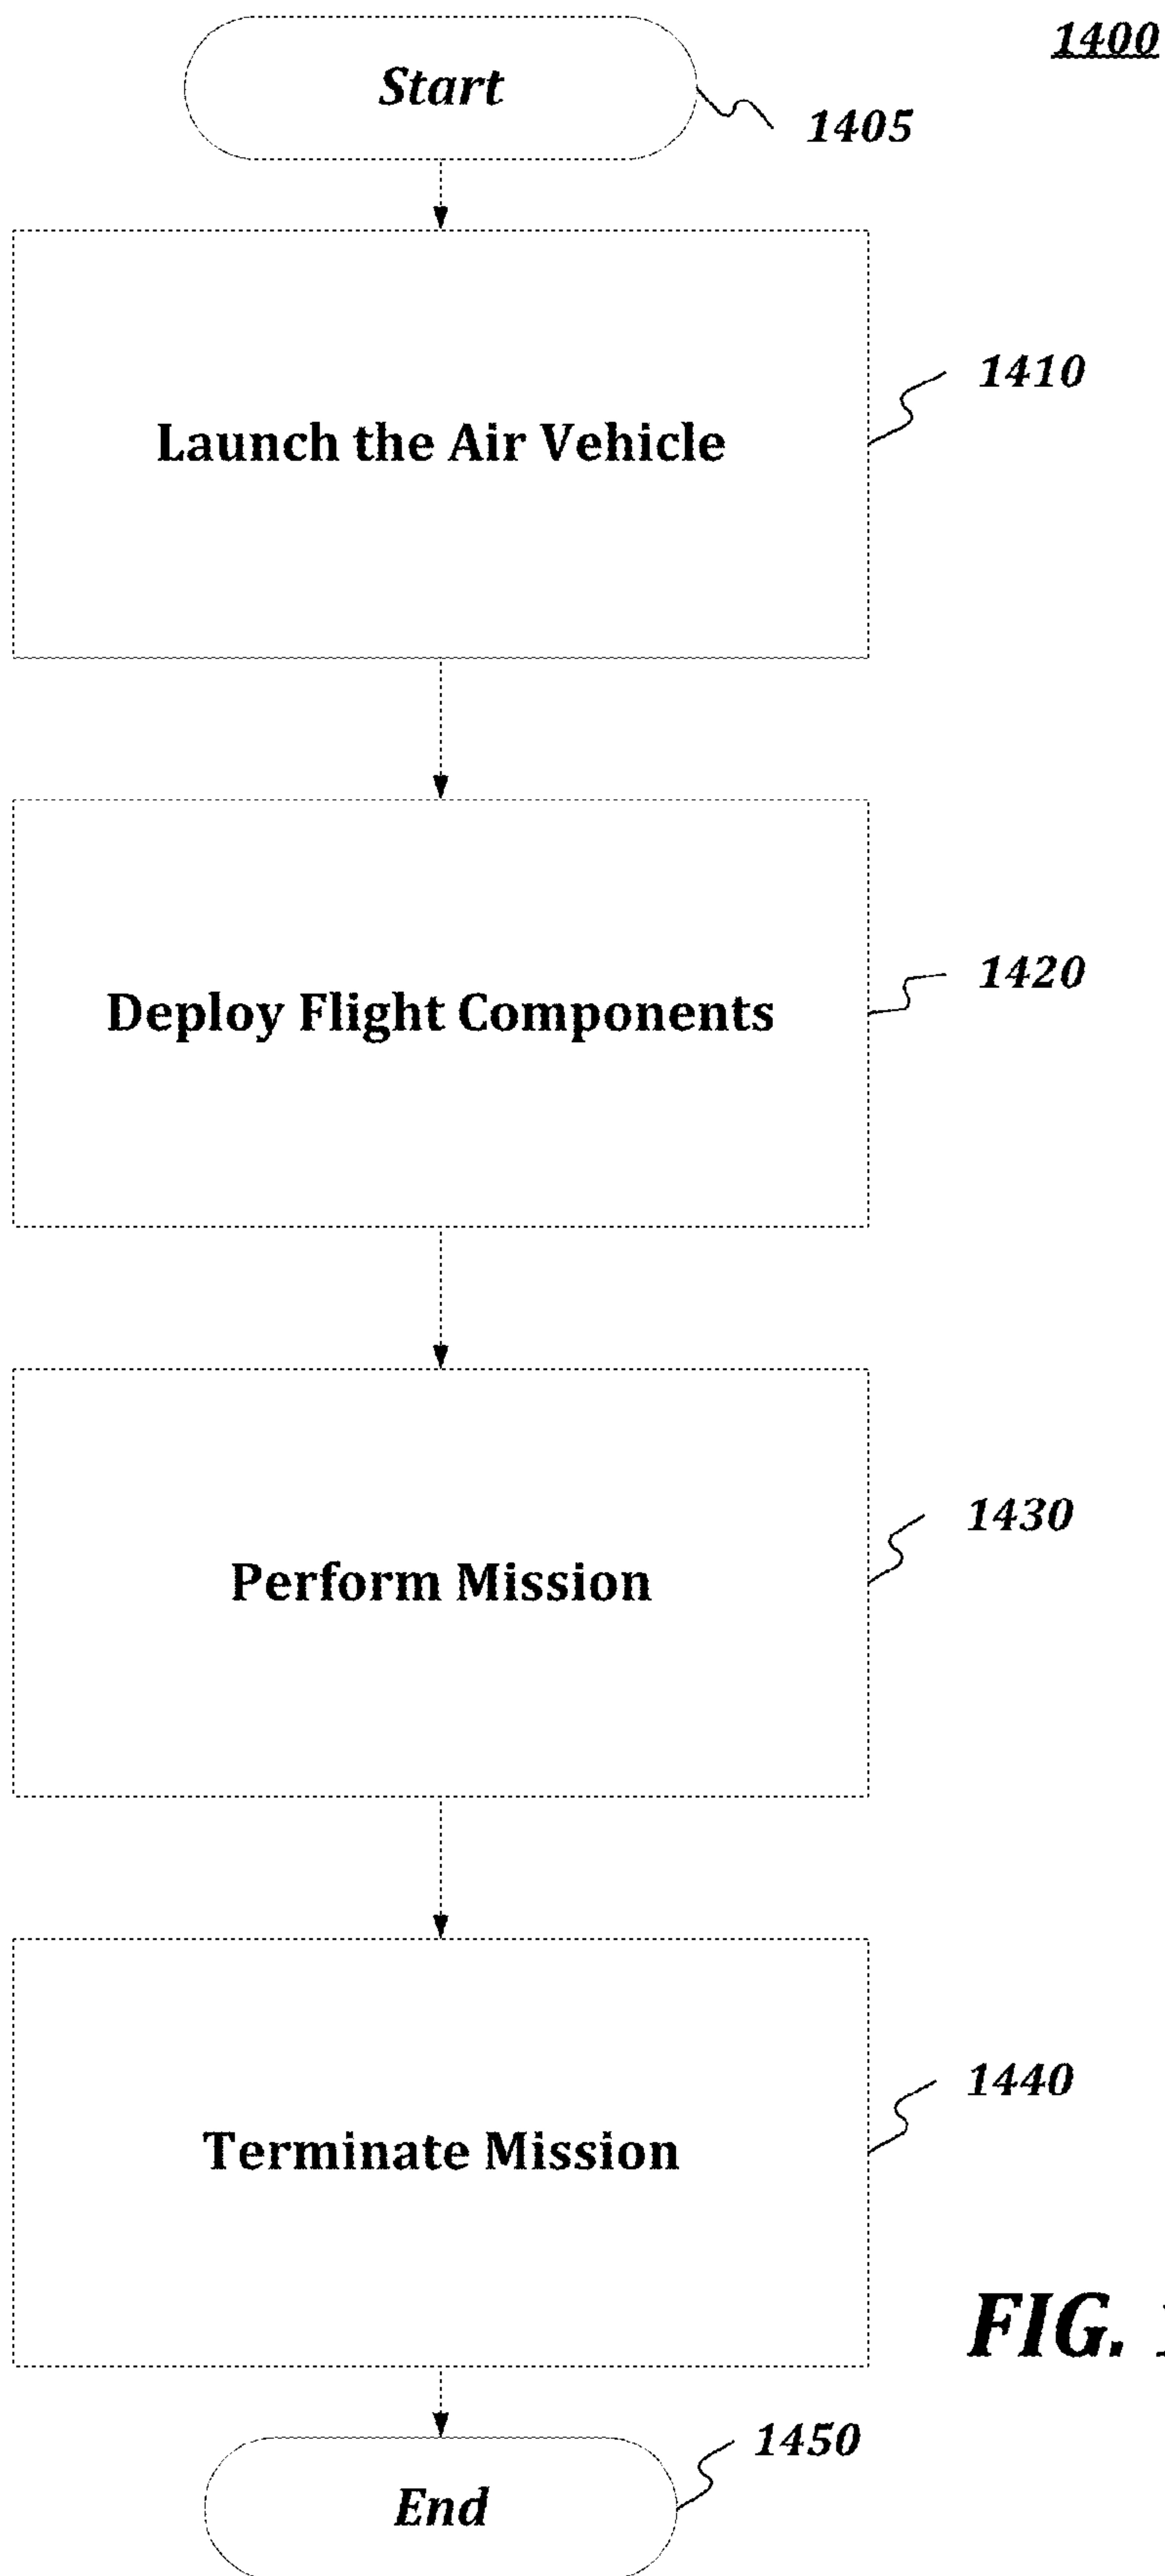 1400
Start
1405
Launch the Air Vehicle
1410
Deploy Flight Components
1420
Perform Mission
1430
Terminate Mission
1440
FIG.
End
1450